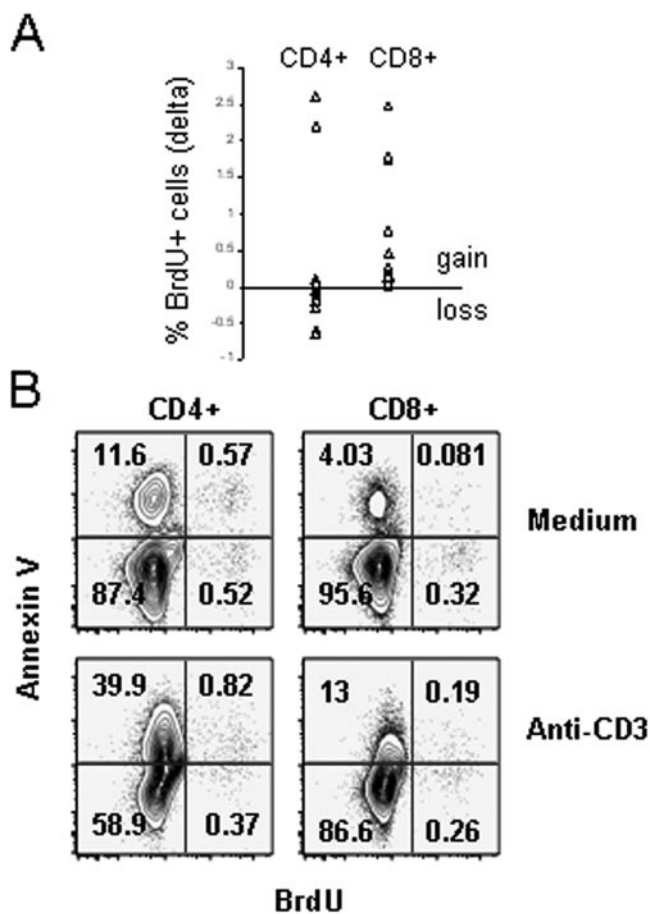 A
CD4+ CD8+
% BrdU+ cells (delta)
3
2.5
2
1.5
1
0.5
0
-0.5
-1
gain
loss
B
CD4+ CD8+
Annexin V
11.6 0.57 4.03 0.081
Medium
87.4 0.52 95.6 0.32
39.9 0.82 13 0.19
Anti-CD3
58.9 0.37 86.6 0.26
BrdU